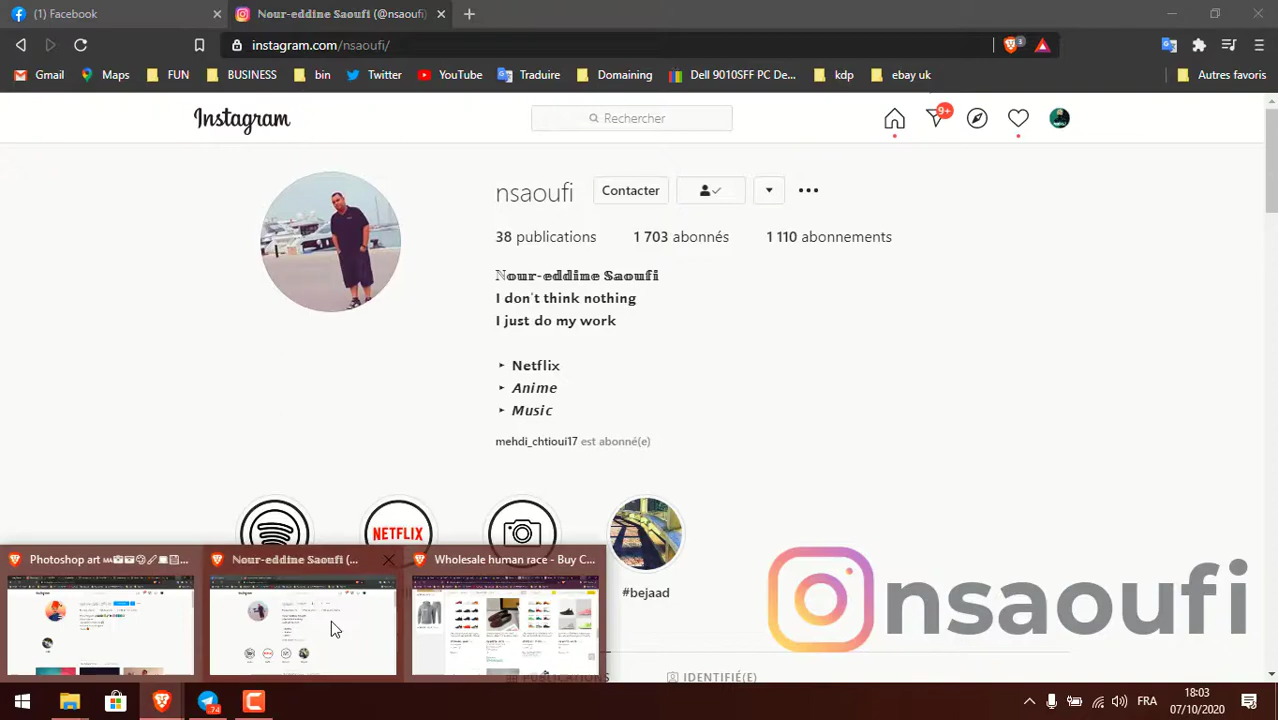 (1) Facebook
Nour-eddine Saoufi (@nsaoufi)
instagram.com/nsaoufi/
3
Gmail
Maps
FUN
BUSINESS
bin
Twitter
YouTube
Traduire
Domaining
Dell 9010SFF PC De...
kdp
ebay uk
Autres favoris
Instagram
Rechercher
9+
nsaoufi
Contacter
38 publications
1 703 abonnés
1 110 abonnements
ℕ𝕠𝕦𝕣-𝕖𝕕𝕕𝕚𝕟𝕖 𝕊𝕒𝕠𝕦𝕗𝕚
I don't think nothing
I just do my work
‣ Netflix
‣ Anime
‣ Music
mehdi_chtioui17 est abonné(e)
NETFLIX
#bejaad
nsaoufi
PUBLICATIONS
IDENTIFIÉ(E)
Photoshop art
Nour-eddine Saoufi (...
Wholesale human race - Buy C...
74
FRA
18:03
07/10/2020